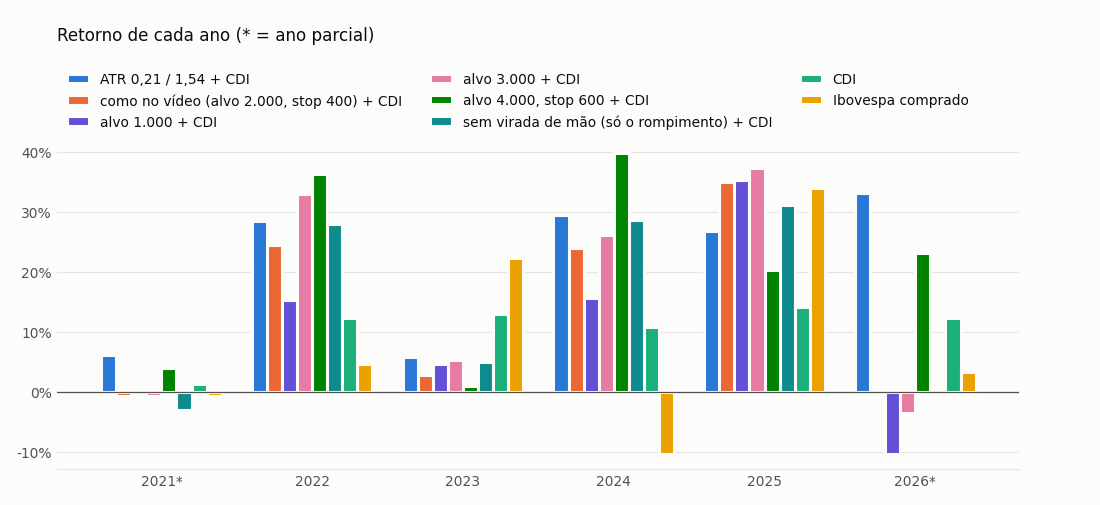 Retorno de cada ano (* = ano parcial)
ATR 0,21 / 1,54 + CDI
como no vídeo (alvo 2.000, stop 400) + CDI
alvo 1.000 + CDI
alvo 3.000 + CDI
alvo 4.000, stop 600 + CDI
sem virada de mão (só o rompimento) + CDI
CDI
Ibovespa comprado
40%
30%
20%
10%
0%
-10%
2021* 2022 2023 2024 2025 2026*